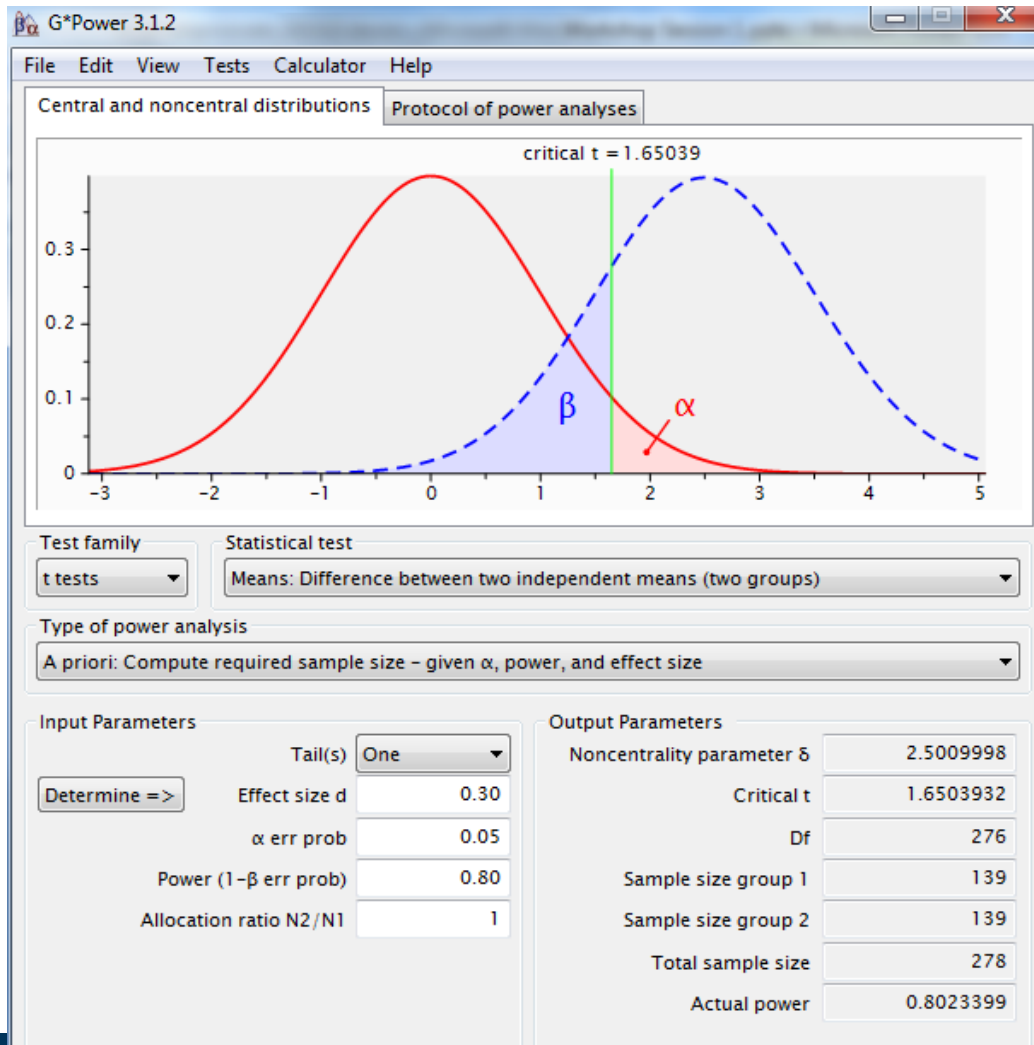 βα G*Power 3.1.2
File Edit View Tests Calculator Help
Central and noncentral distributions Protocol of power analyses
critical t = 1.65039
0.3
0.2
0.1
0
β
α
-3 -2 -1 0 1 2 3 4 5
Test family Statistical test
t tests Means: Difference between two independent means (two groups)
Type of power analysis
A priori: Compute required sample size – given α, power, and effect size
Input Parameters Output Parameters
Tail(s) One Noncentrality parameter δ 2.5009998
Determine => Effect size d 0.30 Critical t 1.6503932
α err prob 0.05 Df 276
Power (1-β err prob) 0.80 Sample size group 1 139
Allocation ratio N2/N1 1 Sample size group 2 139
Total sample size 278
Actual power 0.8023399